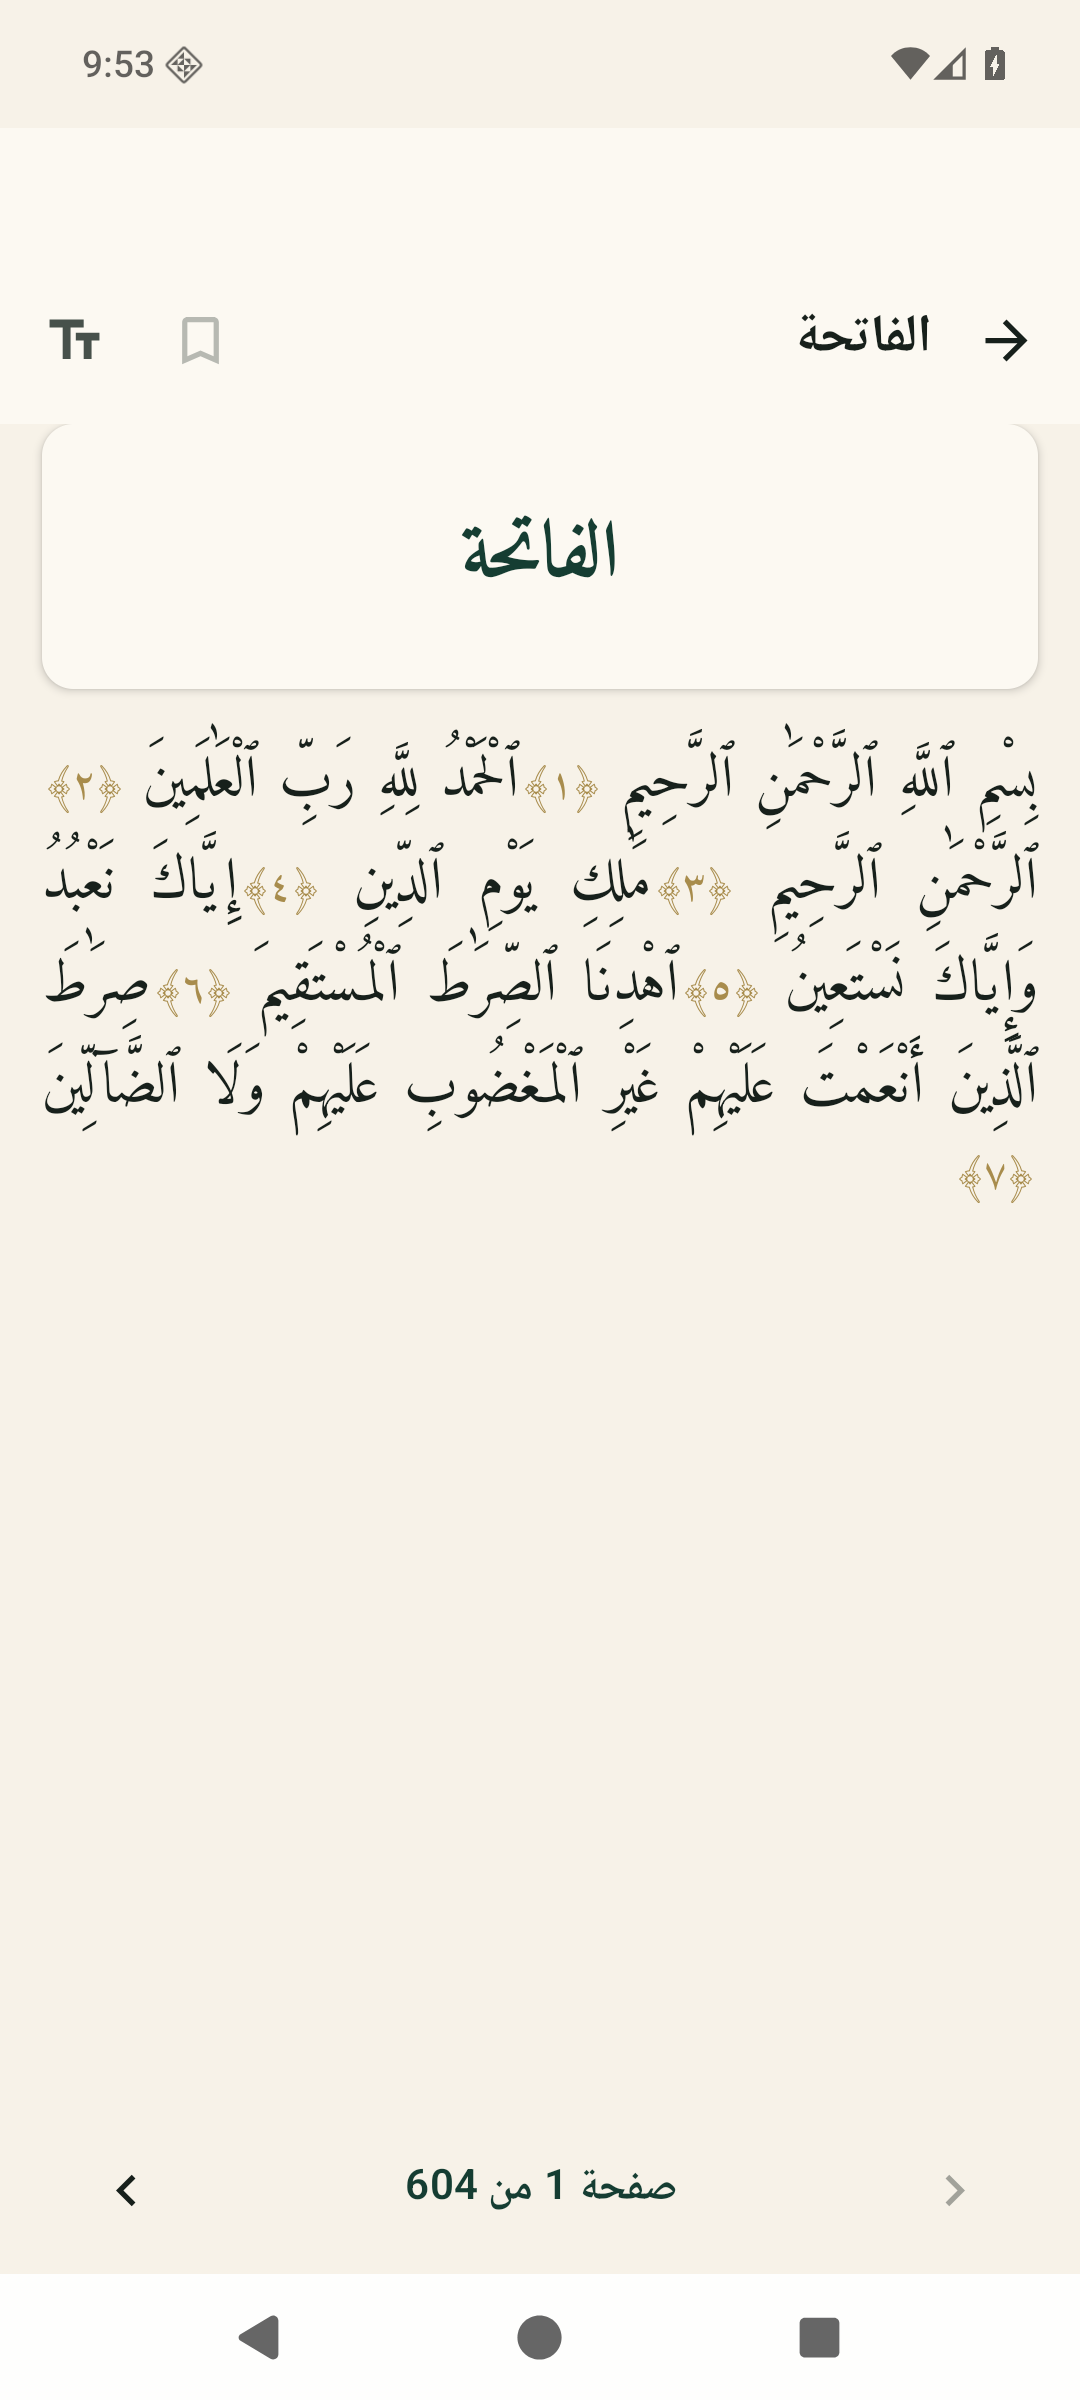 9:53
الفاتحة
الفاتحة
بِسْمِ ٱللَّهِ ٱلرَّحْمَٰنِ ٱلرَّحِيمِ ﴿١﴾ ٱلْحَمْدُ لِلَّهِ رَبِّ ٱلْعَٰلَمِينَ ﴿٢﴾
ٱلرَّحْمَٰنِ ٱلرَّحِيمِ ﴿٣﴾ مَٰلِكِ يَوْمِ ٱلدِّينِ ﴿٤﴾ إِيَّاكَ نَعْبُدُ
وَإِيَّاكَ نَسْتَعِينُ ﴿٥﴾ ٱهْدِنَا ٱلصِّرَٰطَ ٱلْمُسْتَقِيمَ ﴿٦﴾ صِرَٰطَ
ٱلَّذِينَ أَنْعَمْتَ عَلَيْهِمْ غَيْرِ ٱلْمَغْضُوبِ عَلَيْهِمْ وَلَا ٱلضَّآلِّينَ
﴿٧﴾
صفحة 1 من 604